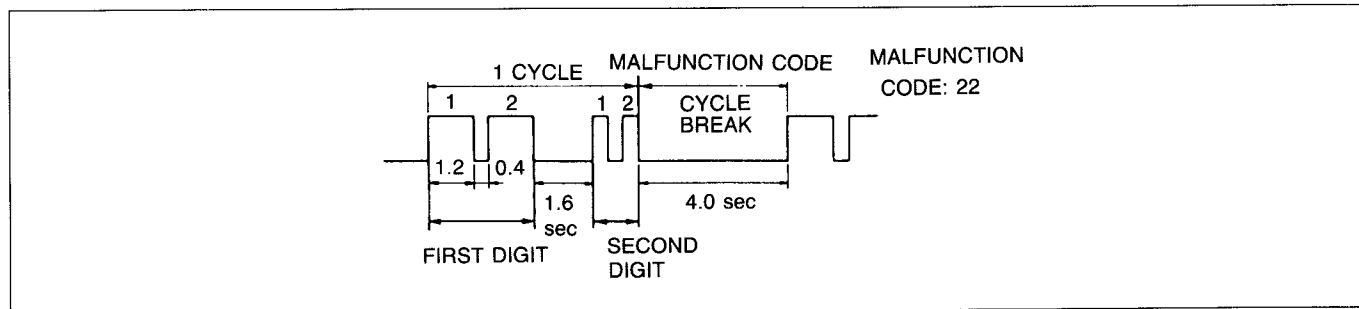 MALFUNCTION CODE
MALFUNCTION
CODE: 22
1 CYCLE
1 2 1 2
CYCLE
BREAK
1.2 0.4
1.6
sec
4.0 sec
FIRST DIGIT
SECOND
DIGIT